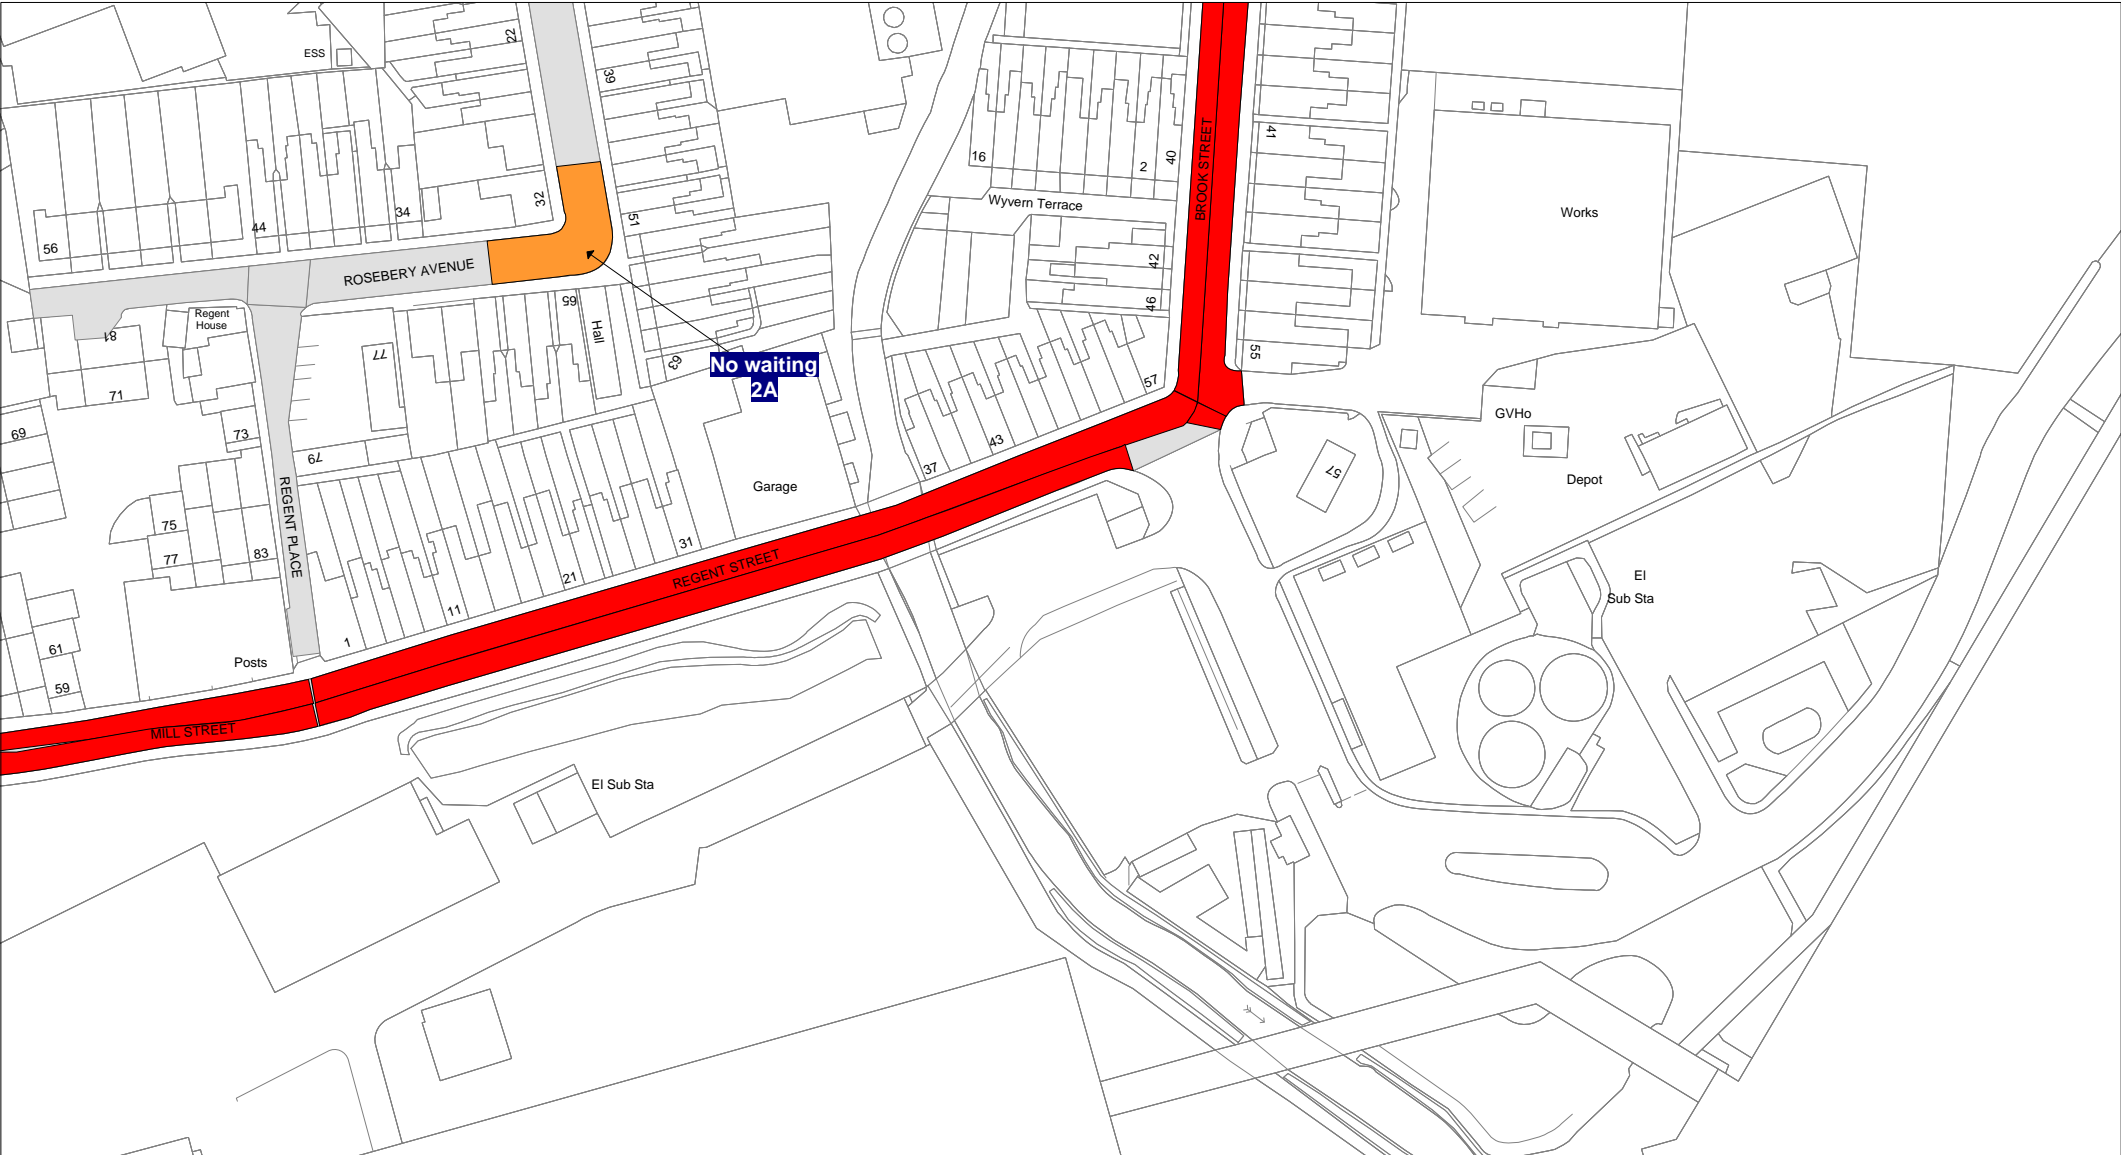 ESS
22
39
16
2
40
BROOK STREET
41
32
51
Wyvern Terrace
Works
56
44
34
ROSEBERY AVENUE
42
46
Regent
House
81
65
Hall
77
63
No waiting
2A
55
57
71
69
73
79
37
43
GVHo
57
Depot
Garage
REGENT PLACE
75
77
83
31
21
11
1
REGENT STREET
El
Sub Sta
61
59
Posts
MILL STREET
El Sub Sta